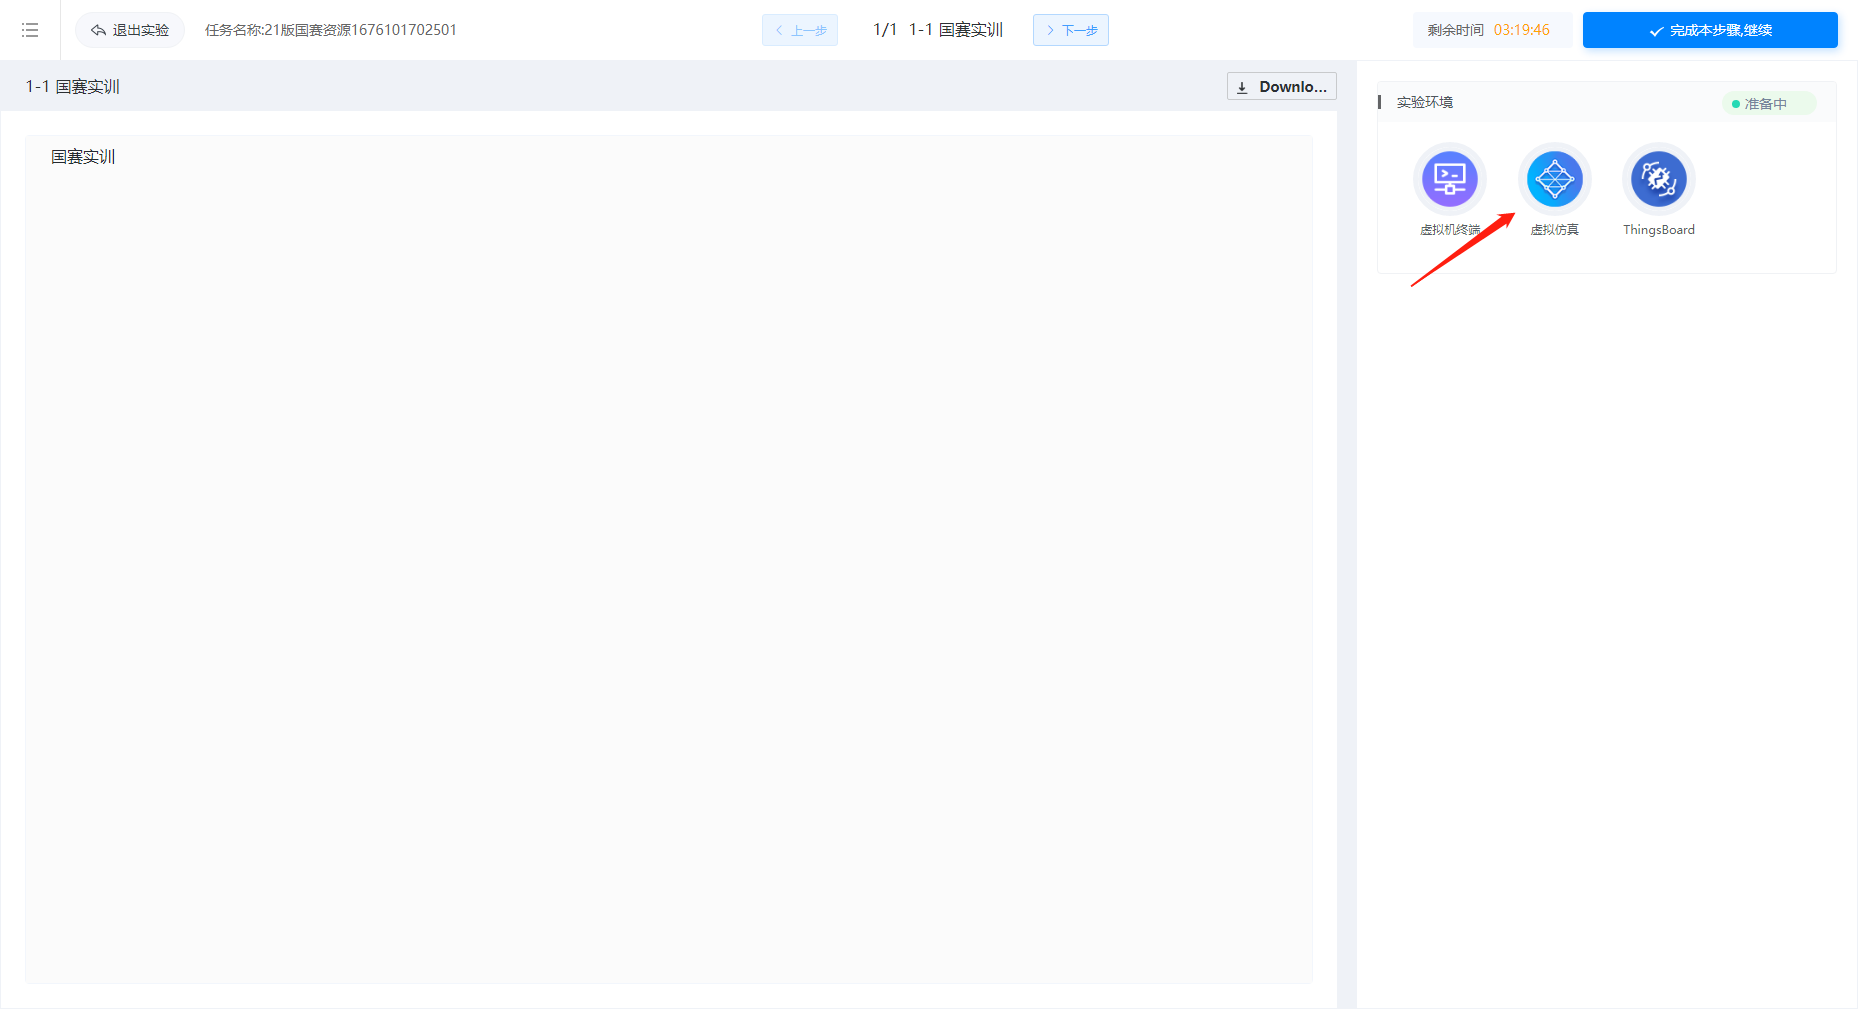 退出实验
任务名称:21版国赛资源1676101702501
上一步
1/1 1-1 国赛实训
下一步
剩余时间 03:19:46
完成本步骤,继续
1-1 国赛实训
Downlo...
国赛实训
实验环境
准备中
虚拟机终端
虚拟仿真
ThingsBoard